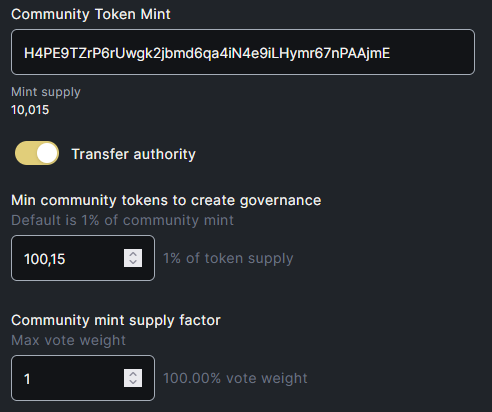 Community Token Mint
H4PE9TZrP6rUwgk2jbmd6qa4iN4e9iLHymr67nPAAjmE
Mint supply
10,015
Transfer authority
Min community tokens to create governance
Default is 1% of community mint
100,15
1% of token supply
Community mint supply factor
Max vote weight
1
100.00% vote weight